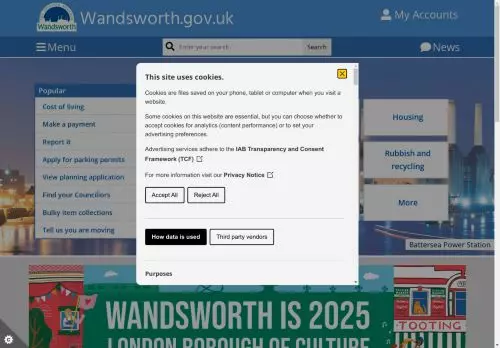 Wandsworth
Wandsworth.gov.uk
My Accounts
Menu
Enter your search
Search
News
Popular
Cost of living
Make a payment
Report it
Apply for parking permits
View planning application
Find your Councillors
Bulky item collections
Tell us you are moving
This site uses cookies.
Cookies are files saved on your phone, tablet or computer when you visit a
website.
Some cookies on this website are essential, but you can choose whether to
accept cookies for analytics (content performance) or to set your
advertising preferences.
Advertising services adhere to the IAB Transparency and Consent
Framework (TCF)
For more information visit our Privacy Notice
Accept All
Reject All
How data is used
Third party vendors
Purposes
Housing
Rubbish and
recycling
More
Battersea Power Station
WANDSWORTH IS 2025
LONDON BOROUGH OF CULTURE
TOOTING